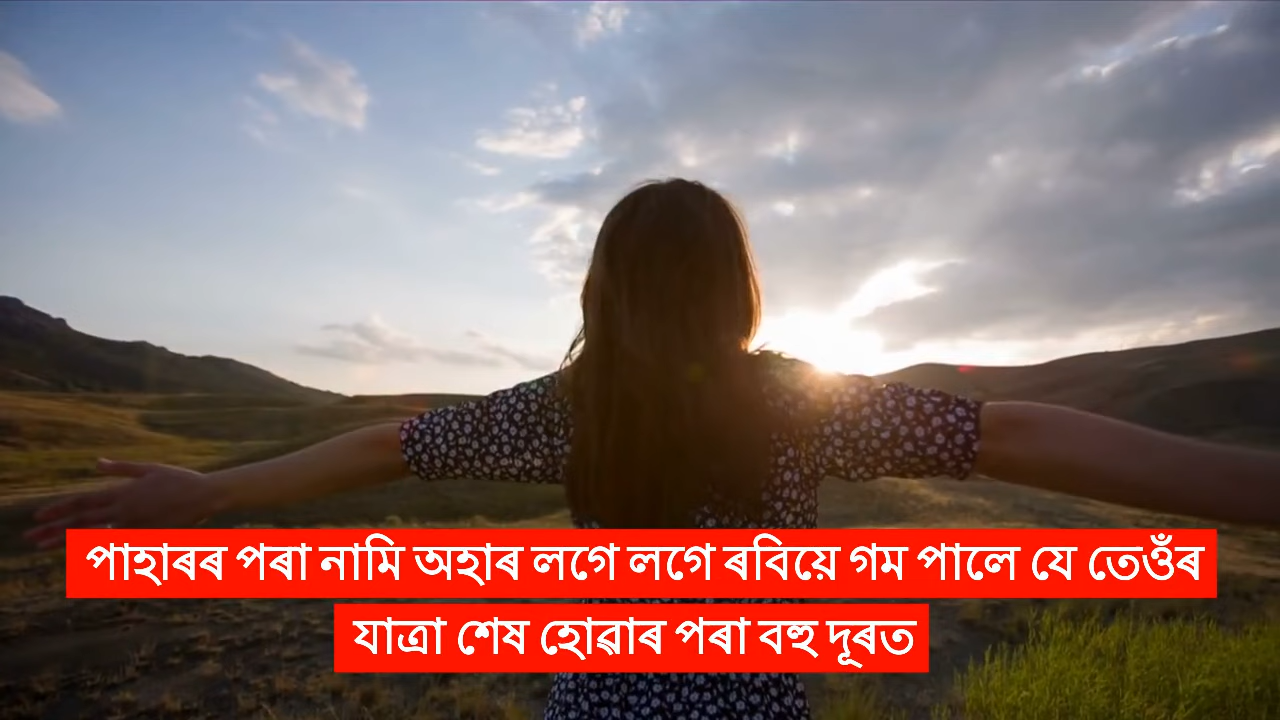 পাহাৰৰ পৰা নামি অহাৰ লগে লগে ৰবিয়ে গম পালে যে তেওঁৰ
যাত্ৰা শেষ হোৱাৰ পৰা বহু দূৰত